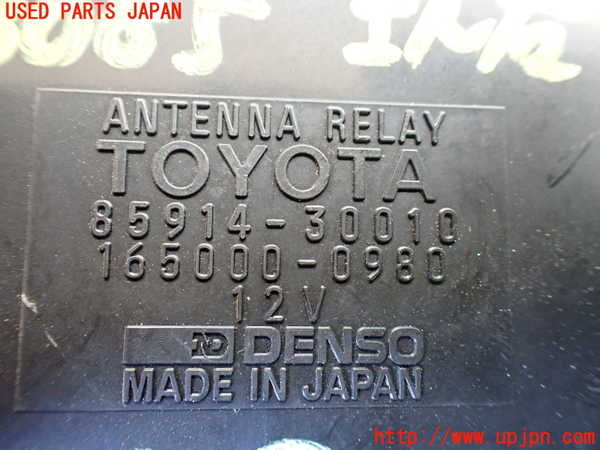 USED PARTS JAPAN
ANTENNA RELAY
TOYOTA
85914-30010
165000-0980
12V
ND DENSO
MADE IN JAPAN
http://www.upjpn.com/